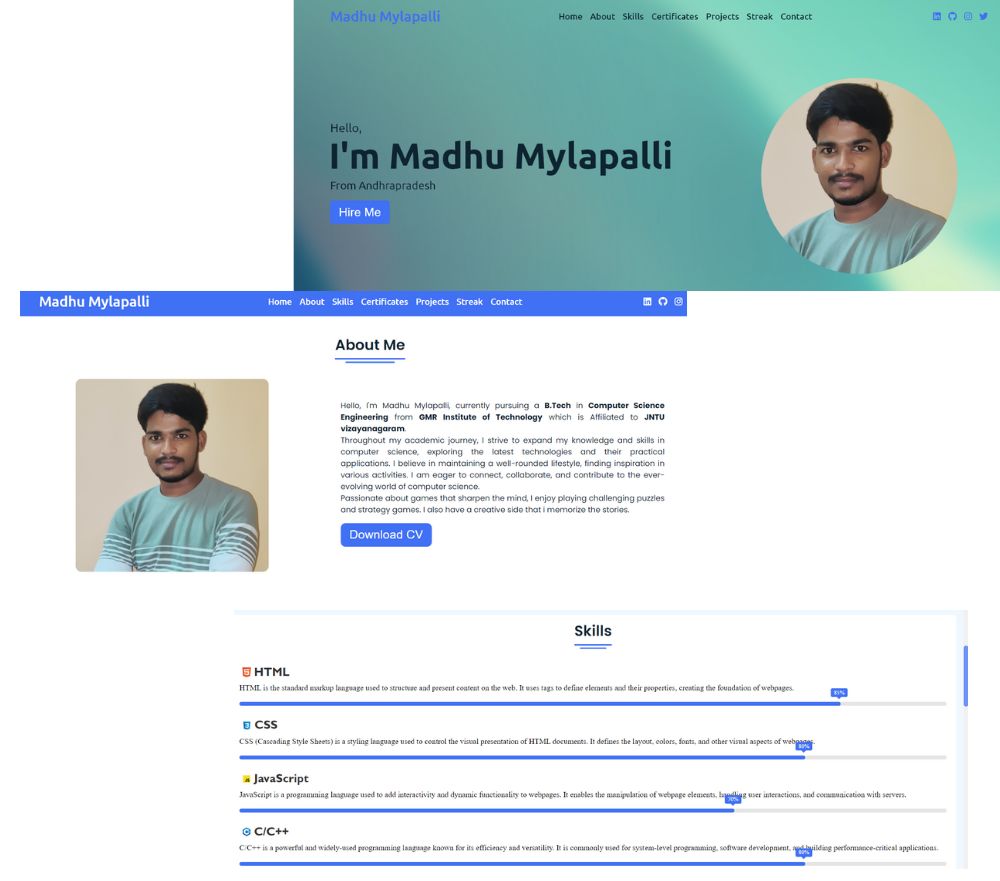 Madhu Mylapalli
Home About Skills Certificates Projects Streak Contact
Hello,
I'm Madhu Mylapalli
From Andhrapradesh
Hire Me
Madhu Mylapalli
Home About Skills Certificates Projects Streak Contact
About Me
Hello, I'm Madhu Mylapalli, currently pursuing a B.Tech in Computer Science
Engineering from GMR Institute of Technology which is Affiliated to JNTU
vizayanagaram.
Throughout my academic journey, I strive to expand my knowledge and skills in
computer science, exploring the latest technologies and their practical
applications. I believe in maintaining a well-rounded lifestyle, finding inspiration in
various activities. I am eager to connect, collaborate, and contribute to the ever-
evolving world of computer science.
Passionate about games that sharpen the mind, I enjoy playing challenging puzzles
and strategy games. I also have a creative side that i memorize the stories.
Download CV
Skills
HTML
HTML is the standard markup language used to structure and present content on the web. It uses tags to define elements and their properties, creating the foundation of webpages.
85%
CSS
CSS (Cascading Style Sheets) is a styling language used to control the visual presentation of HTML documents. It defines the layout, colors, fonts, and other visual aspects of webpages.
80%
JavaScript
JavaScript is a programming language used to add interactivity and dynamic functionality to webpages. It enables the manipulation of webpage elements, handling user interactions, and communication with servers.
70%
C/C++
C/C++ is a powerful and widely-used programming language known for its efficiency and versatility. It is commonly used for system-level programming, software development, and building performance-critical applications.
80%